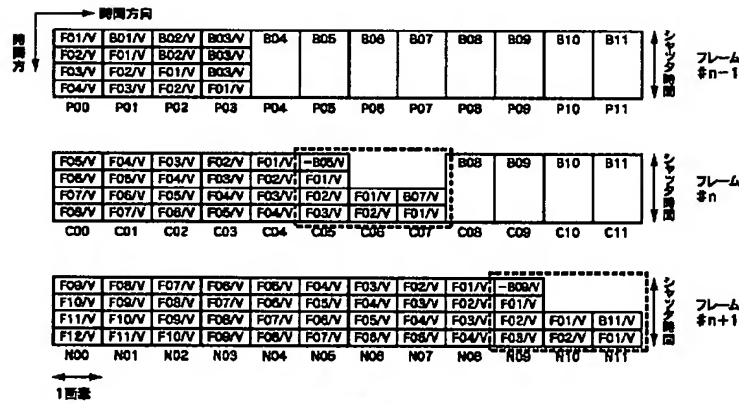 時間方向
時間方
F01/V B01/V B02/V B03/V B04 B05 B06 B07 B08 B09 B10 B11
F02/V F01/V B02/V B03/V
F03/V F02/V F01/V B03/V
F04/V F03/V F02/V F01/V
P00 P01 P02 P03 P04 P05 P06 P07 P08 P09 P10 P11
シャッタ時間
フレーム
#n-1
F05/V F04/V F03/V F02/V F01/V -B05/V B08 B09 B10 B11
F06/V F05/V F04/V F03/V F02/V F01/V
F07/V F06/V F05/V F04/V F03/V F02/V F01/V B07/V
F08/V F07/V F06/V F05/V F04/V F03/V F02/V F01/V
C00 C01 C02 C03 C04 C05 C06 C07 C08 C09 C10 C11
シャッタ時間
フレーム
#n
F09/V F08/V F07/V F06/V F05/V F04/V F03/V F02/V F01/V -B09/V
F10/V F09/V F08/V F07/V F06/V F05/V F04/V F03/V F02/V F01/V
F11/V F10/V F09/V F08/V F07/V F06/V F05/V F04/V F03/V F02/V F01/V B11/V
F12/V F11/V F10/V F09/V F08/V F07/V F06/V F05/V F04/V F03/V F02/V F01/V
N00 N01 N02 N03 N04 N05 N06 N07 N08 N09 N10 N11
シャッタ時間
フレーム
#n+1
1画素